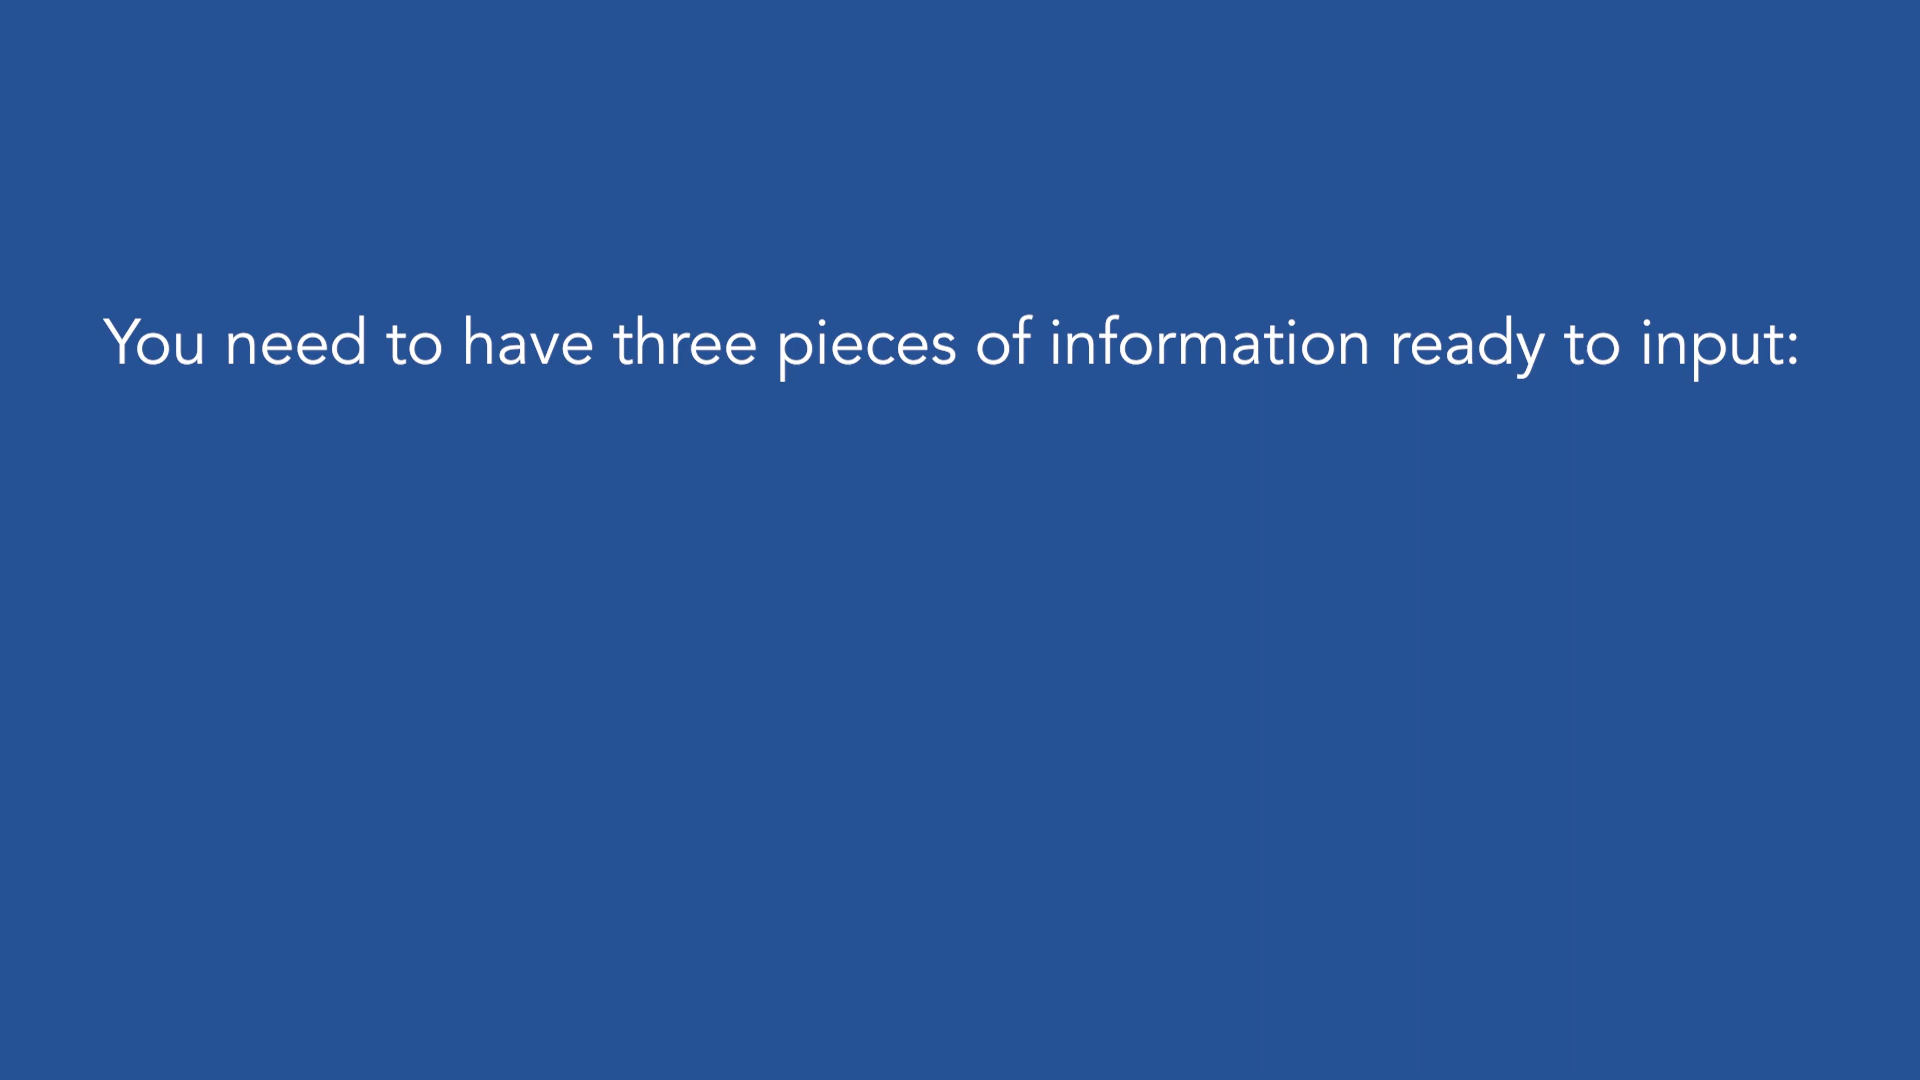 You need to have three pieces of information ready to input: